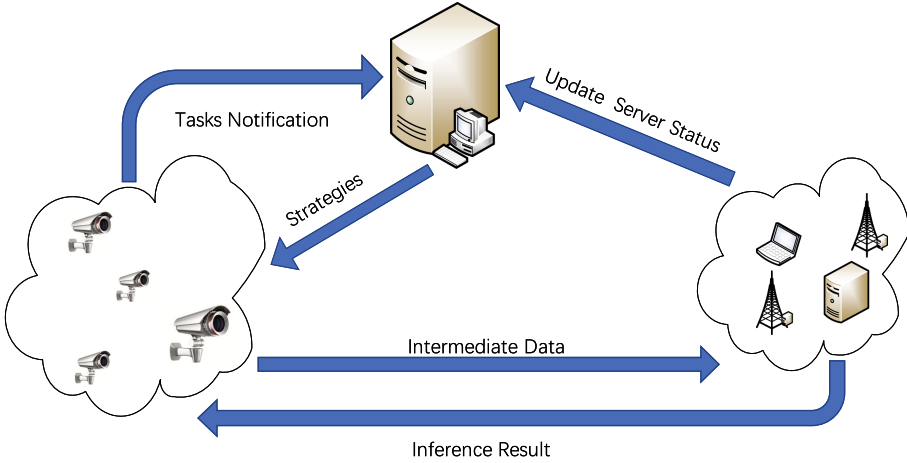 Tasks Notification
Update Server Status
Strategies
Intermediate Data
Inference Result